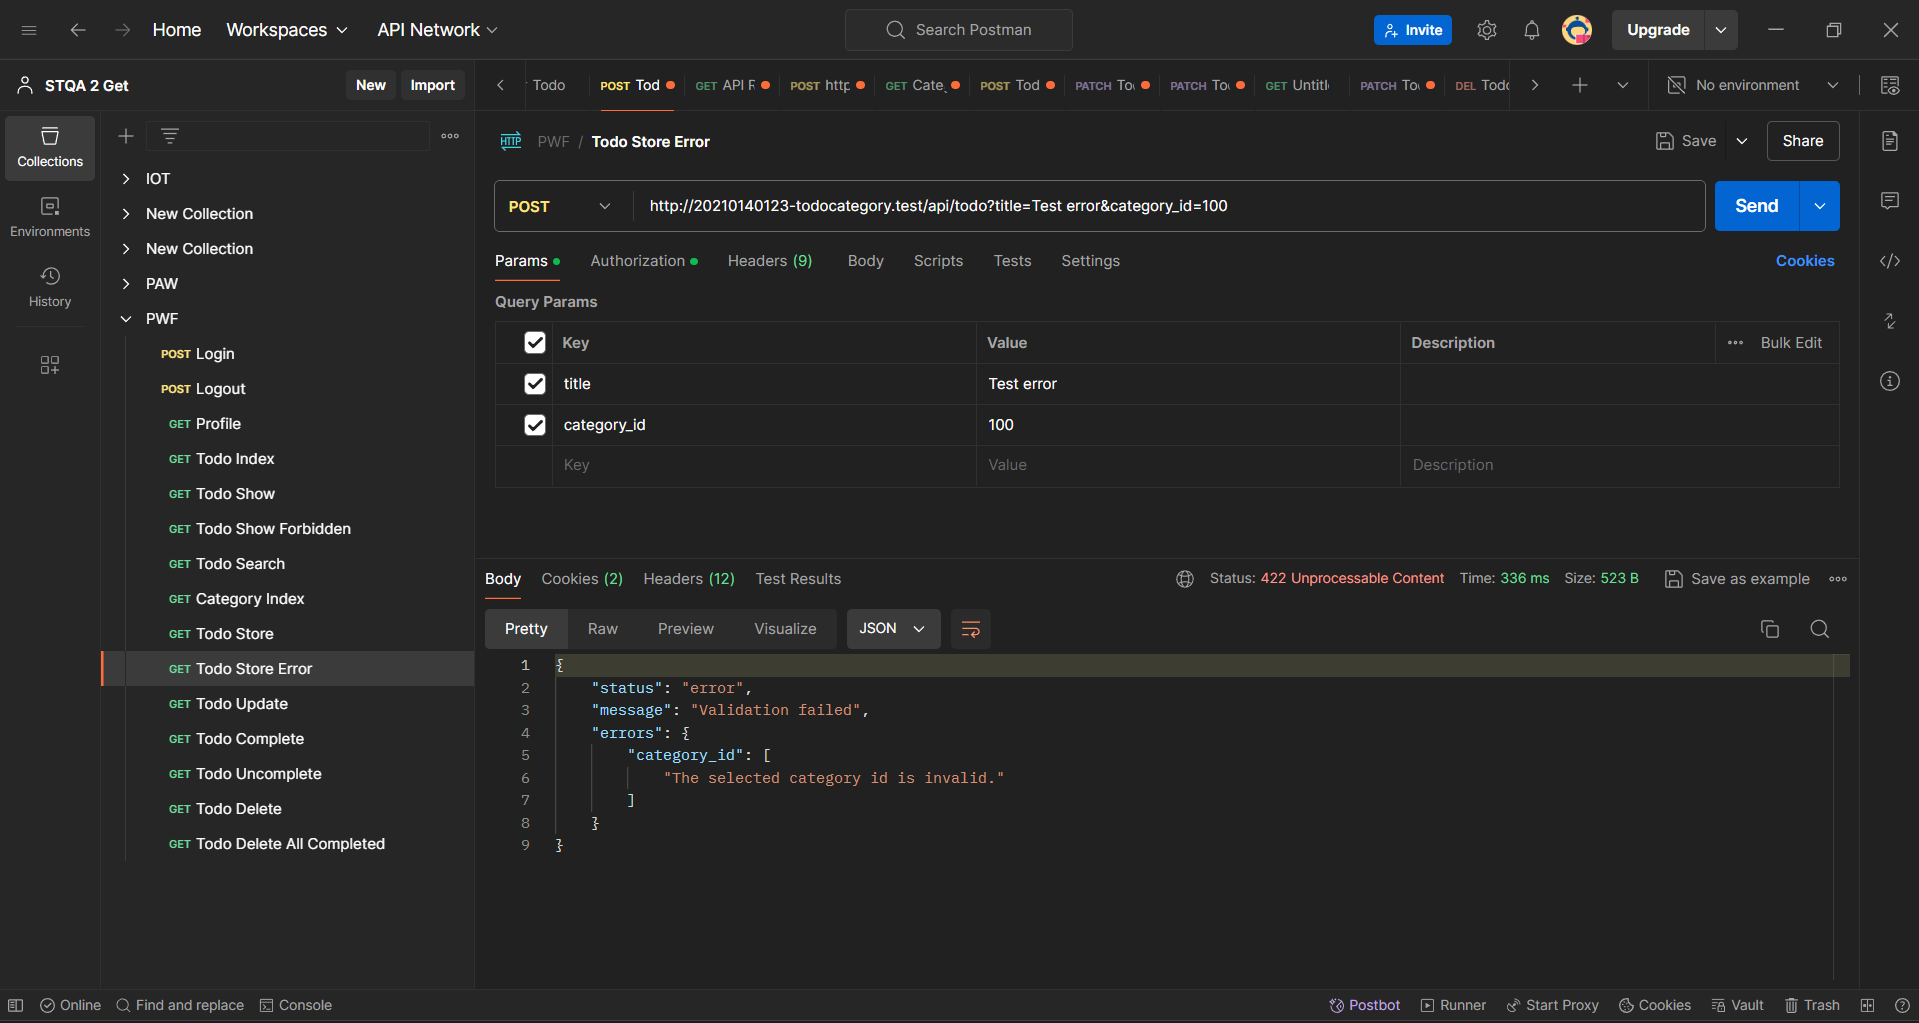 Home Workspaces API Network Search Postman Invite Upgrade
STQA 2 Get New Import Todo POST Tod GET API POST http GET Cate POST Tod PATCH To PATCH To GET Untitl PATCH To DEL Todo No environment
Collections
Environments
History
IOT
New Collection
New Collection
PAW
PWF
POST Login
POST Logout
GET Profile
GET Todo Index
GET Todo Show
GET Todo Show Forbidden
GET Todo Search
GET Category Index
GET Todo Store
GET Todo Store Error
GET Todo Update
GET Todo Complete
GET Todo Uncomplete
GET Todo Delete
GET Todo Delete All Completed
HTTP PWF / Todo Store Error Save Share
POST http://20210140123-todocategory.test/api/todo?title=Test error&category_id=100 Send
Params Authorization Headers (9) Body Scripts Tests Settings Cookies
Query Params
Key Value Description Bulk Edit
title Test error
category_id 100
Key Value Description
Body Cookies (2) Headers (12) Test Results Status: 422 Unprocessable Content Time: 336 ms Size: 523 B Save as example
Pretty Raw Preview Visualize JSON
1 {
2 "status": "error",
3 "message": "Validation failed",
4 "errors": {
5 "category_id": [
6 "The selected category id is invalid."
7 ]
8 }
9 }
Online Find and replace Console Postbot Runner Start Proxy Cookies Vault Trash